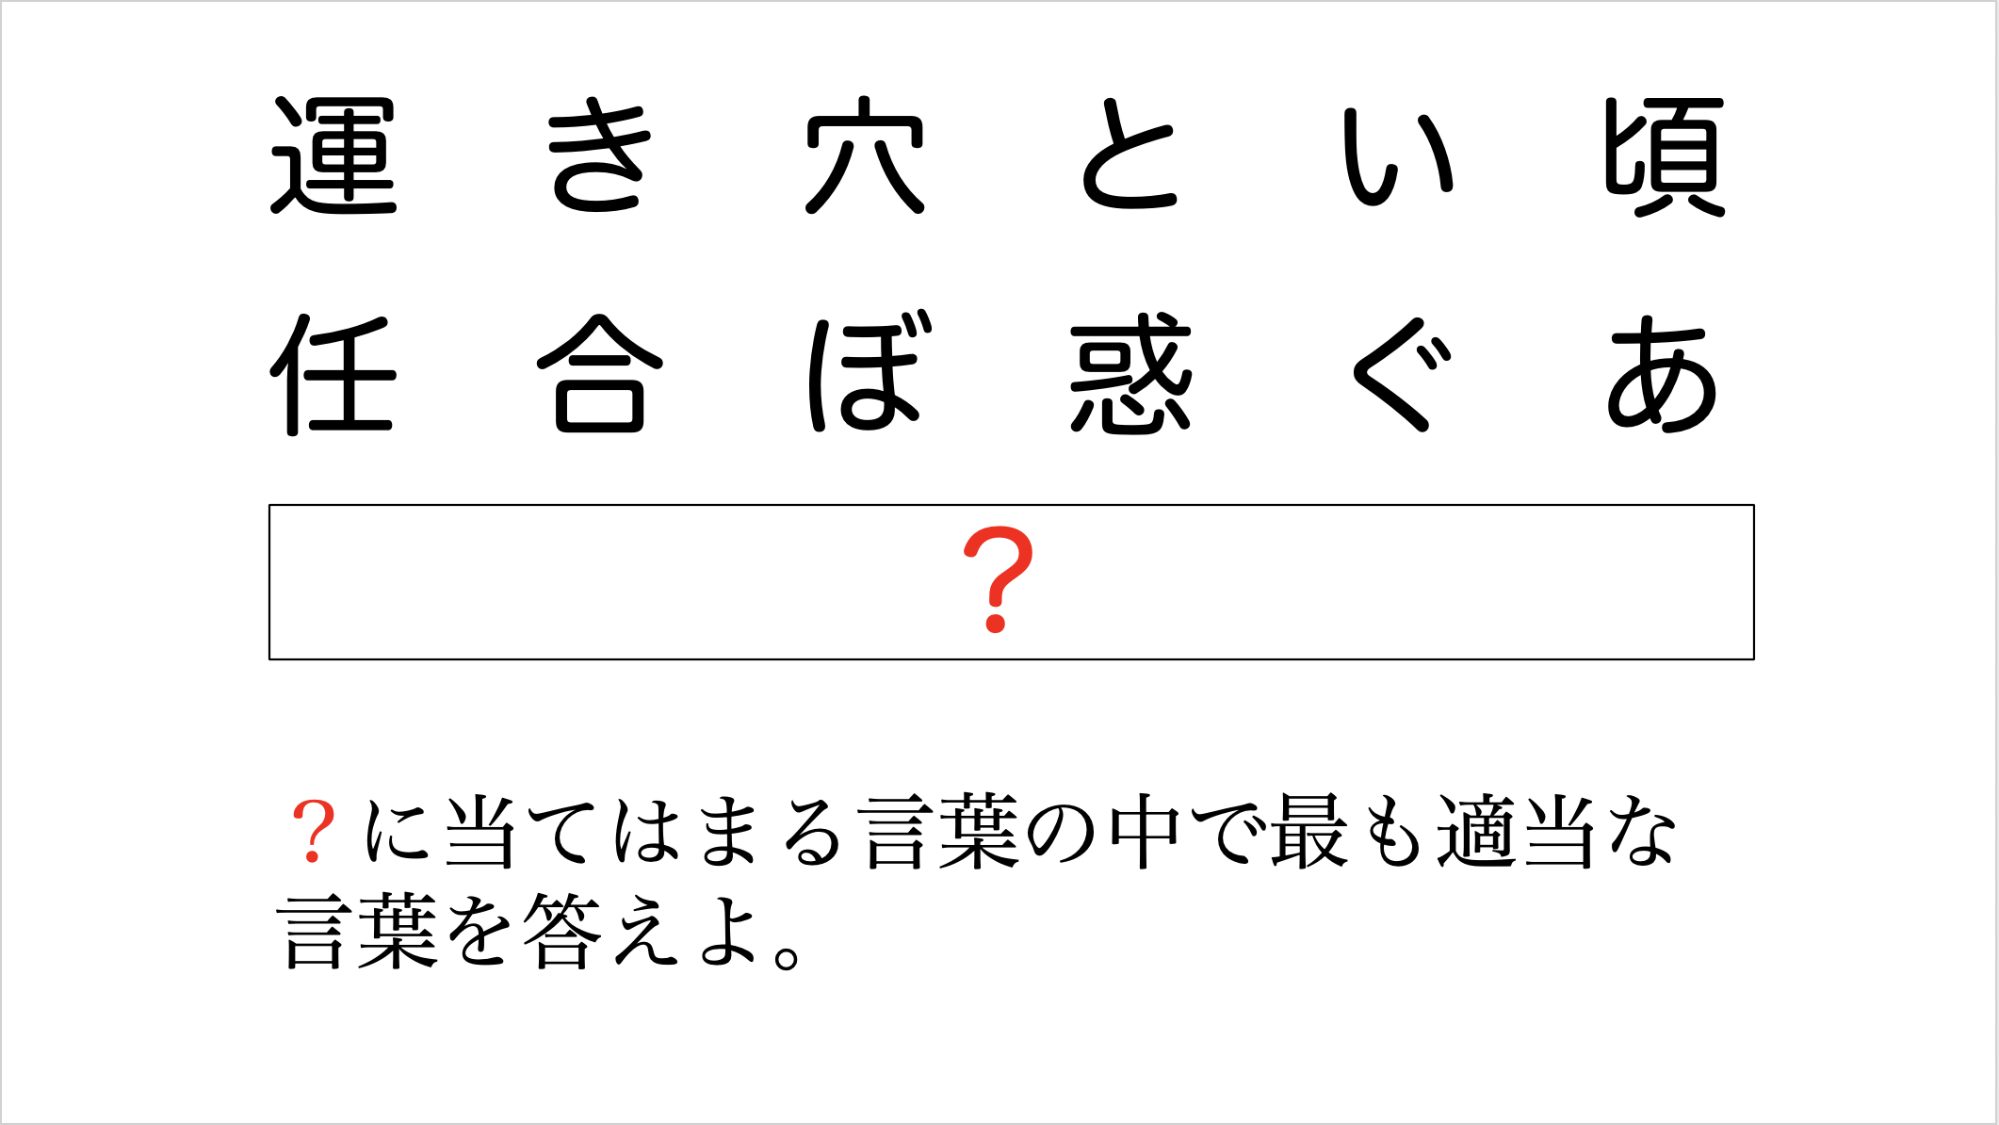 運き穴とい頃
任合ぼ惑ぐあ
?
?に当てはまる言葉の中で最も適当な
言葉を答えよ。